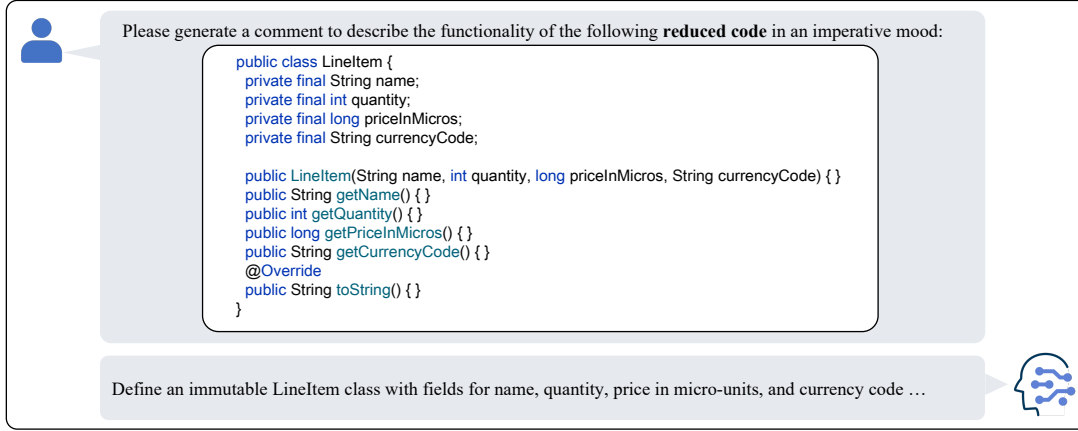 Please generate a comment to describe the functionality of the following reduced code in an imperative mood:
public class LineItem {
private final String name;
private final int quantity;
private final long priceInMicros;
private final String currencyCode;
public LineItem(String name, int quantity, long priceInMicros, String currencyCode) { }
public String getName() { }
public int getQuantity() { }
public long getPriceInMicros() { }
public String getCurrencyCode() { }
@Override
public String toString() { }
}
Define an immutable LineItem class with fields for name, quantity, price in micro-units, and currency code …